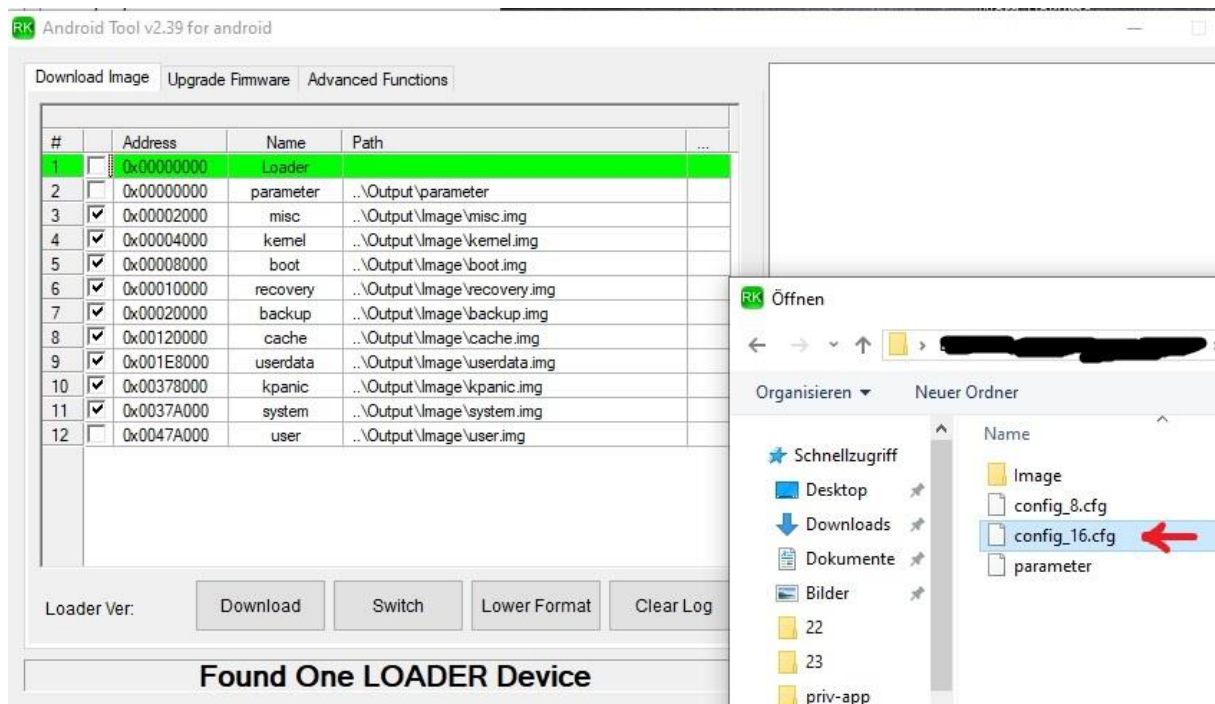 RK Android Tool v2.39 for android
Download Image Upgrade Firmware Advanced Functions
# Address Name Path ...
1 0x00000000 Loader
2 0x00000000 parameter ..\Output\parameter
3 0x00002000 misc ..\Output\Image\misc.img
4 0x00004000 kernel ..\Output\Image\kernel.img
5 0x00008000 boot ..\Output\Image\boot.img
6 0x00010000 recovery ..\Output\Image\recovery.img
7 0x00020000 backup ..\Output\Image\backup.img
8 0x00120000 cache ..\Output\Image\cache.img
9 0x001E8000 userdata ..\Output\Image\userdata.img
10 0x00378000 kpanic ..\Output\Image\kpanic.img
11 0x0037A000 system ..\Output\Image\system.img
12 0x0047A000 user ..\Output\Image\user.img
Loader Ver: Download Switch Lower Format Clear Log
Found One LOADER Device
RK Öffnen
Organisieren Neuer Ordner
Schnellzugriff
Desktop
Downloads
Dokumente
Bilder
22
23
priv-app
Name
Image
config_8.cfg
config_16.cfg
parameter